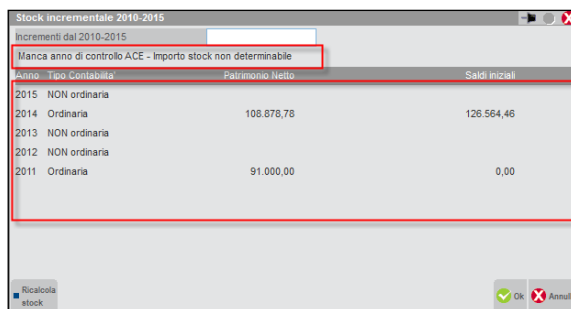 Stock incrementale 2010-2015
Incrementi dal 2010-2015
Manca anno di controllo ACE - Importo stock non determinabile
Anno Tipo Contabilita' Patrimonio Netto Saldi iniziali
2015 NON ordinaria
2014 Ordinaria 108.878,78 126.564,46
2013 NON ordinaria
2012 NON ordinaria
2011 Ordinaria 91.000,00 0,00
Ricalcola
stock
Ok Annull